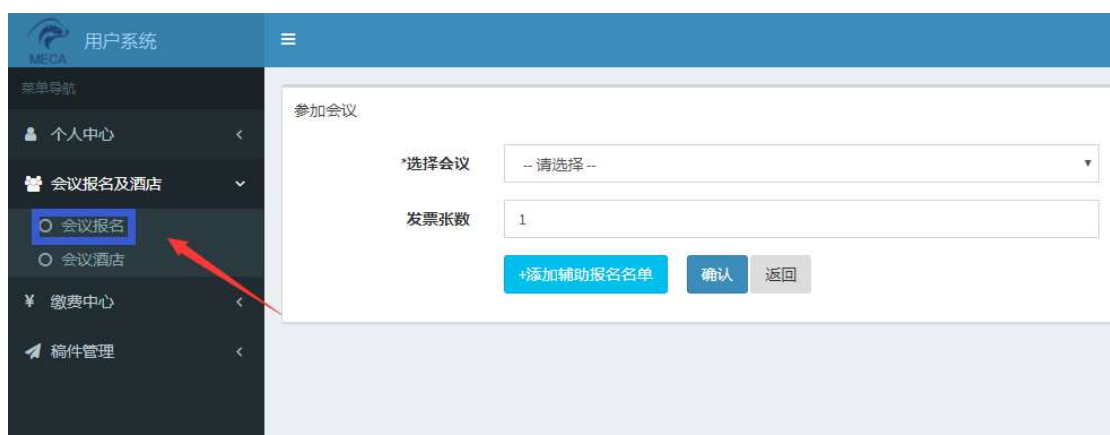 MECA
用户系统
菜单导航
个人中心
会议报名及酒店
会议报名
会议酒店
¥ 缴费中心
稿件管理
参加会议
*选择会议
-- 请选择 --
发票张数
1
+添加辅助报名名单
确认
返回